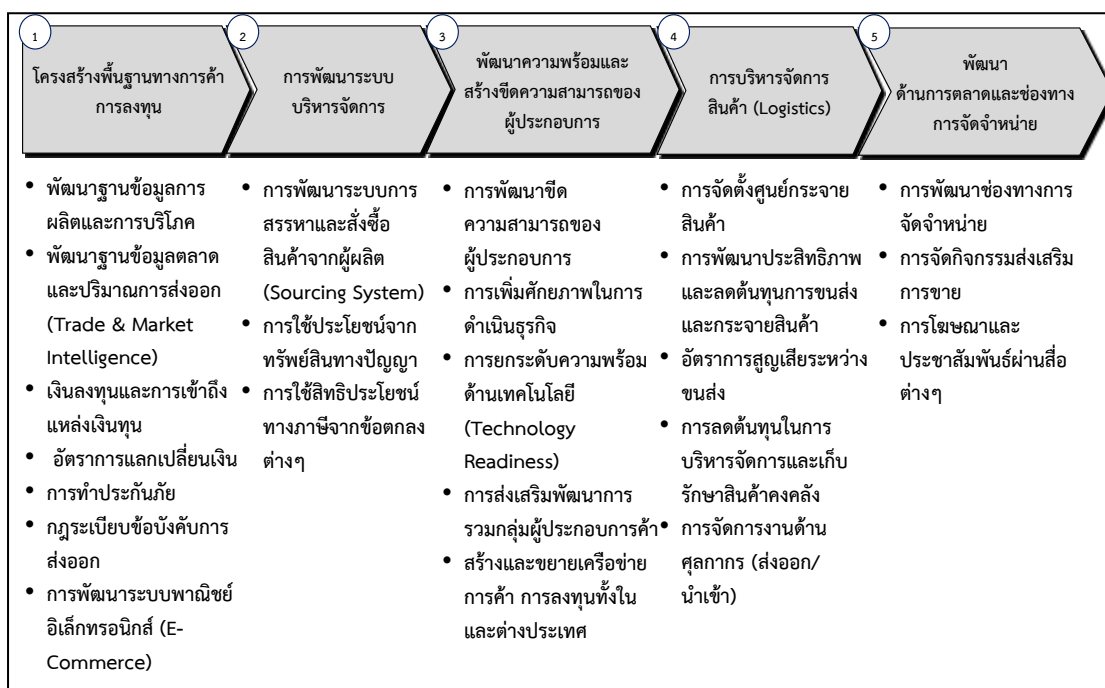 1
โครงสร้างพื้นฐานทางการค้า
การลงทุน
2
การพัฒนาระบบ
บริหารจัดการ
3
พัฒนาความพร้อมและ
สร้างขีดความสามารถของ
ผู้ประกอบการ
4
การบริหารจัดการ
สินค้า (Logistics)
5
พัฒนา
ด้านการตลาดและช่องทาง
การจัดจำหน่าย
• พัฒนาฐานข้อมูลการ
ผลิตและการบริโภค
• พัฒนาฐานข้อมูลตลาด
และปริมาณการส่งออก
(Trade & Market
Intelligence)
• เงินลงทุนและการเข้าถึง
แหล่งเงินทุน
• อัตราการแลกเปลี่ยนเงิน
• การทำประกันภัย
• กฎระเบียบข้อบังคับการ
ส่งออก
• การพัฒนาระบบพาณิชย์
อิเล็กทรอนิกส์ (E-
Commerce)
• การพัฒนาระบบการ
สรรหาและสั่งซื้อ
สินค้าจากผู้ผลิต
(Sourcing System)
• การใช้ประโยชน์จาก
ทรัพย์สินทางปัญญา
• การใช้สิทธิประโยชน์
ทางภาษีจากข้อตกลง
ต่างๆ
• การพัฒนาขีด
ความสามารถของ
ผู้ประกอบการ
• การเพิ่มศักยภาพในการ
ดำเนินธุรกิจ
• การยกระดับความพร้อม
ด้านเทคโนโลยี
(Technology
Readiness)
• การส่งเสริมพัฒนาการ
รวมกลุ่มผู้ประกอบการค้า
• สร้างและขยายเครือข่าย
การค้า การลงทุนทั้งใน
และต่างประเทศ
• การจัดตั้งศูนย์กระจาย
สินค้า
• การพัฒนาประสิทธิภาพ
และลดต้นทุนการขนส่ง
และกระจายสินค้า
• อัตราการสูญเสียระหว่าง
ขนส่ง
• การลดต้นทุนในการ
บริหารจัดการและเก็บ
รักษาสินค้าคงคลัง
• การจัดการงานด้าน
ศุลกากร (ส่งออก/
นำเข้า)
• การพัฒนาช่องทางการ
จัดจำหน่าย
• การจัดกิจกรรมส่งเสริม
การขาย
• การโฆษณาและ
ประชาสัมพันธ์ผ่านสื่อ
ต่างๆ